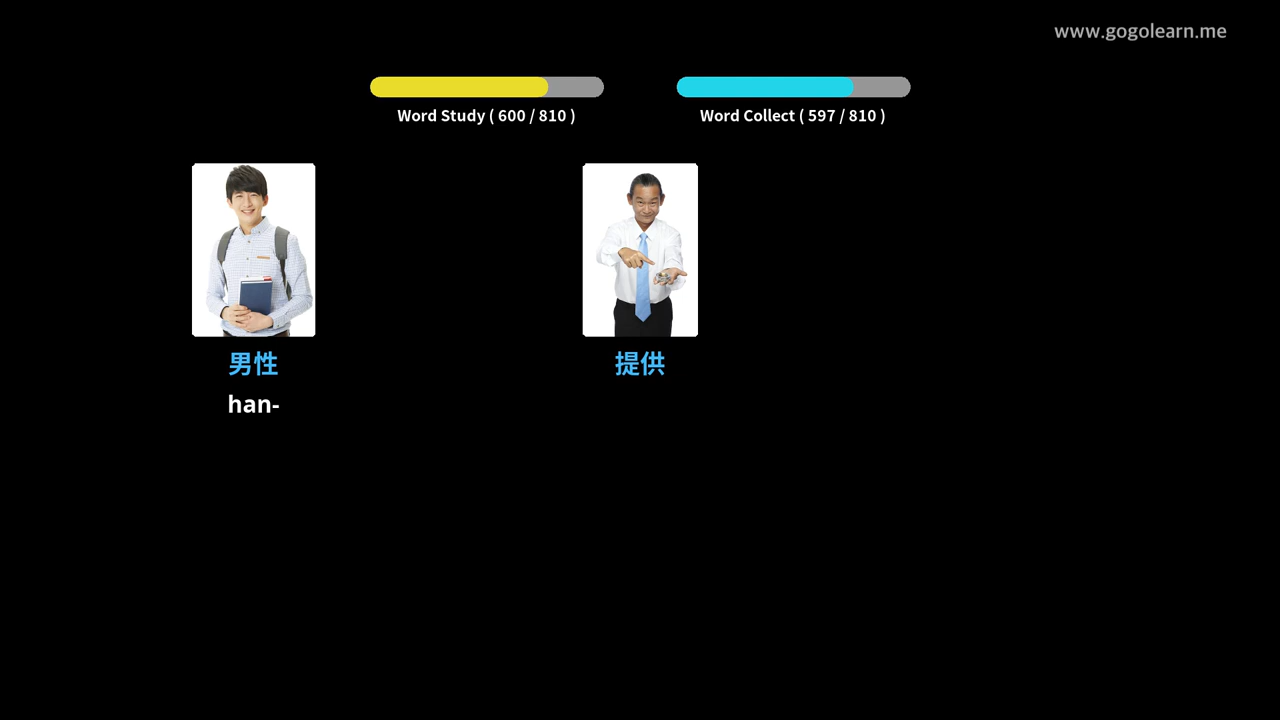 www.gogolearn.me
Word Study ( 600 / 810 )
Word Collect ( 597 / 810 )
男性
提供
han-